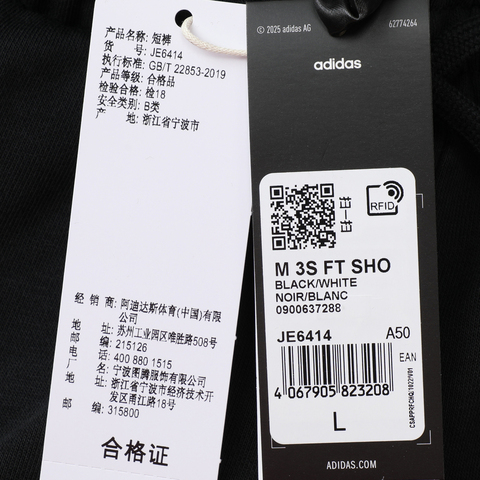 产品名称: 短裤
货 号: JE6414
执行标准: GB/T 22853-2019
产品等级: 合格品
检验合格: 检18
安全类别: B类
产 地: 浙江省宁波市
经 销 商: 阿迪达斯体育(中国)有限
公司
地 址: 苏州工业园区唯胜路508号
邮 编: 215126
电 话: 400 880 1515
厂 名: 宁波图腾服饰有限公司
地 址: 浙江省宁波市经济技术开
发区甬江路18号
邮 编: 315800
合格证
© 2025 adidas AG
62774264
adidas
扫一扫
RFID
M 3S FT SHO
BLACK/WHITE
NOIR/BLANC
0900637288
JE6414
A50
EAN
4 067905 823208
L
ADIDAS.COM